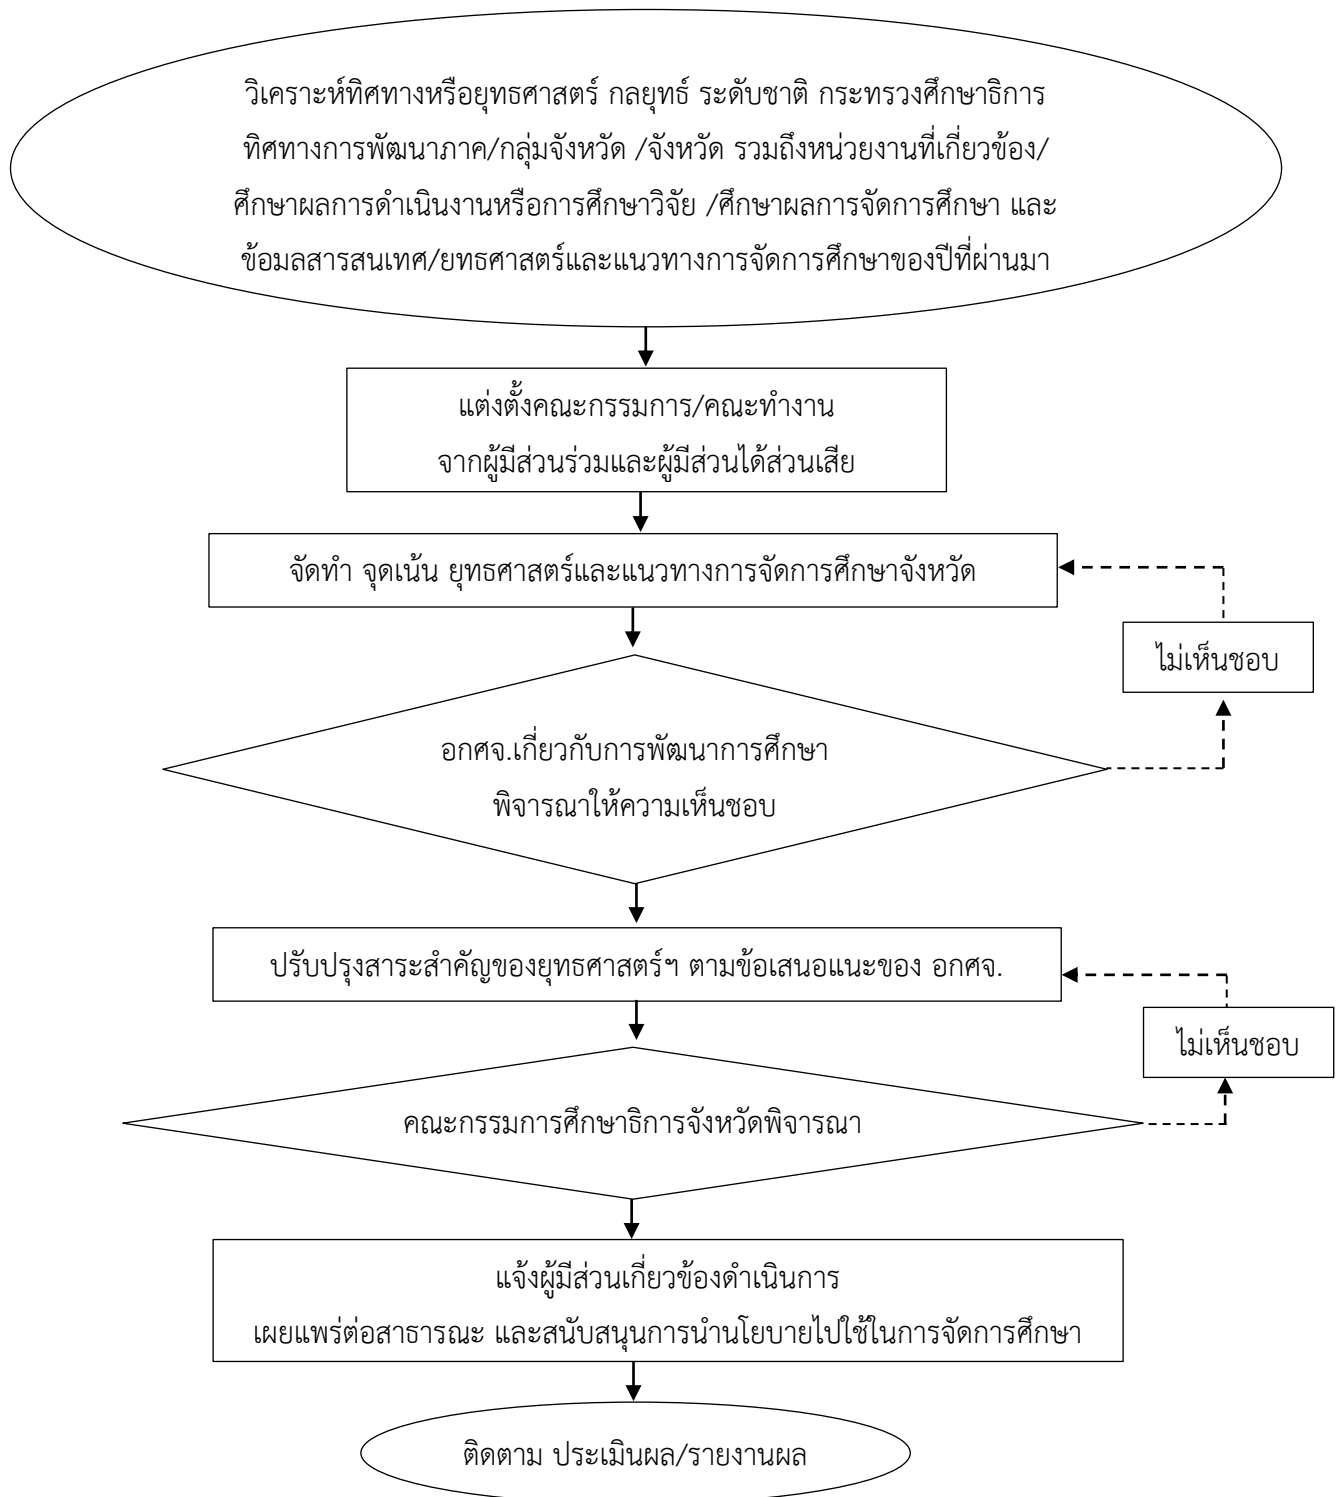 วิเคราะห์ทิศทางหรือยุทธศาสตร์ กลยุทธ์ ระดับชาติ กระทรวงศึกษาธิการ
ทิศทางการพัฒนาภาค/กลุ่มจังหวัด /จังหวัด รวมถึงหน่วยงานที่เกี่ยวข้อง/
ศึกษาผลการดำเนินงานหรือการศึกษาวิจัย /ศึกษาผลการจัดการศึกษา และ
ข้อมลสารสนเทศ/ยทธศาสตร์และแนวทางการจัดการศึกษาของปีที่ผ่านมา
แต่งตั้งคณะกรรมการ/คณะทำงาน
จากผู้มีส่วนร่วมและผู้มีส่วนได้ส่วนเสีย
จัดทำ จุดเน้น ยุทธศาสตร์และแนวทางการจัดการศึกษาจังหวัด
ไม่เห็นชอบ
อกศจ.เกี่ยวกับการพัฒนาการศึกษา
พิจารณาให้ความเห็นชอบ
ปรับปรุงสาระสำคัญของยุทธศาสตร์ฯ ตามข้อเสนอแนะของ อกศจ.
ไม่เห็นชอบ
คณะกรรมการศึกษาธิการจังหวัดพิจารณา
แจ้งผู้มีส่วนเกี่ยวข้องดำเนินการ
เผยแพร่ต่อสาธารณะ และสนับสนุนการนำนโยบายไปใช้ในการจัดการศึกษา
ติดตาม ประเมินผล/รายงานผล